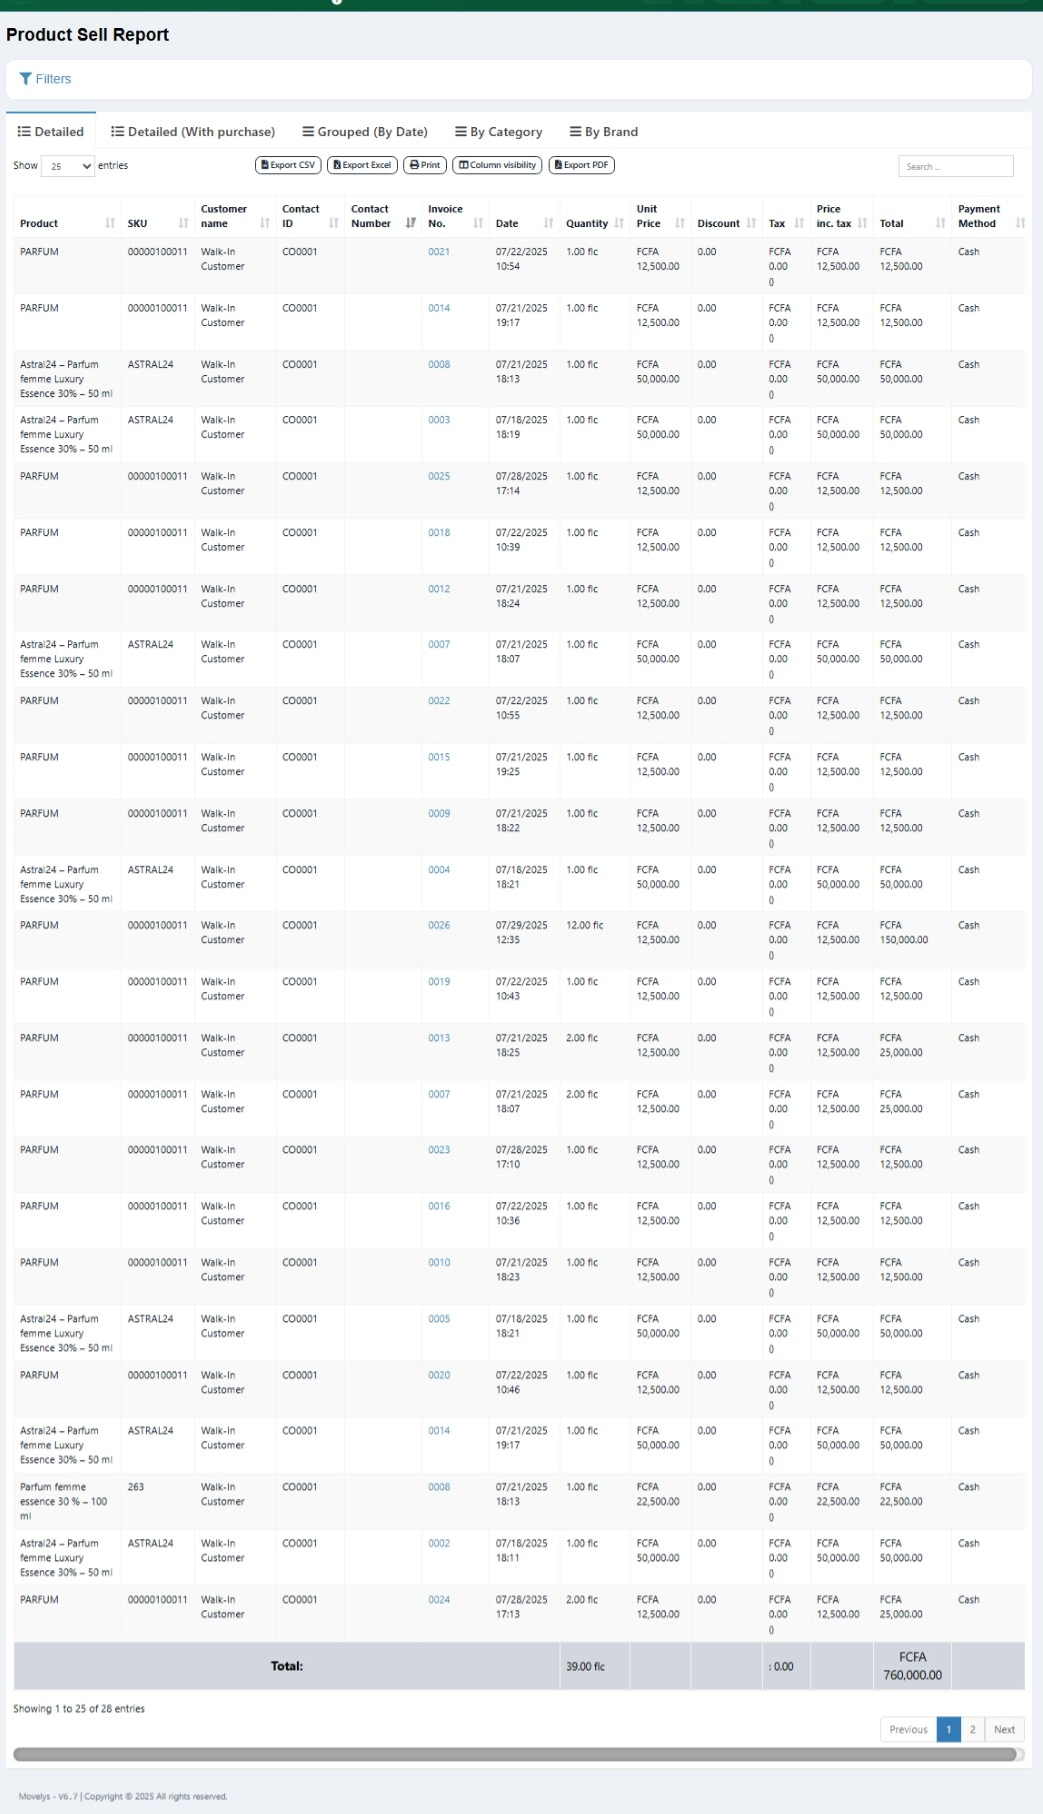 Product Sell Report
Filters
Detailed
Detailed (With purchase)
Grouped (By Date)
By Category
By Brand
Show 25 entries
Export CSV
Export Excel
Print
Column visibility
Export PDF
Search ...
Product SKU Customer name Contact ID Contact Number Invoice No. Date Quantity Unit Price Discount Tax Price inc. tax Total Payment Method
PARFUM 00000100011 Walk-In Customer CO0001 0021 07/22/2025 10:54 1.00 flc FCFA 12,500.00 0.00 FCFA 0.00 () FCFA 12,500.00 FCFA 12,500.00 Cash
PARFUM 00000100011 Walk-In Customer CO0001 0014 07/21/2025 19:17 1.00 flc FCFA 12,500.00 0.00 FCFA 0.00 () FCFA 12,500.00 FCFA 12,500.00 Cash
Astral24 – Parfum femme Luxury Essence 30% – 50 ml ASTRAL24 Walk-In Customer CO0001 0008 07/21/2025 18:13 1.00 flc FCFA 50,000.00 0.00 FCFA 0.00 () FCFA 50,000.00 FCFA 50,000.00 Cash
Astral24 – Parfum femme Luxury Essence 30% – 50 ml ASTRAL24 Walk-In Customer CO0001 0003 07/18/2025 18:19 1.00 flc FCFA 50,000.00 0.00 FCFA 0.00 () FCFA 50,000.00 FCFA 50,000.00 Cash
PARFUM 00000100011 Walk-In Customer CO0001 0025 07/28/2025 17:14 1.00 flc FCFA 12,500.00 0.00 FCFA 0.00 () FCFA 12,500.00 FCFA 12,500.00 Cash
PARFUM 00000100011 Walk-In Customer CO0001 0018 07/22/2025 10:39 1.00 flc FCFA 12,500.00 0.00 FCFA 0.00 () FCFA 12,500.00 FCFA 12,500.00 Cash
PARFUM 00000100011 Walk-In Customer CO0001 0012 07/21/2025 18:24 1.00 flc FCFA 12,500.00 0.00 FCFA 0.00 () FCFA 12,500.00 FCFA 12,500.00 Cash
Astral24 – Parfum femme Luxury Essence 30% – 50 ml ASTRAL24 Walk-In Customer CO0001 0007 07/21/2025 18:07 1.00 flc FCFA 50,000.00 0.00 FCFA 0.00 () FCFA 50,000.00 FCFA 50,000.00 Cash
PARFUM 00000100011 Walk-In Customer CO0001 0022 07/22/2025 10:55 1.00 flc FCFA 12,500.00 0.00 FCFA 0.00 () FCFA 12,500.00 FCFA 12,500.00 Cash
PARFUM 00000100011 Walk-In Customer CO0001 0015 07/21/2025 19:25 1.00 flc FCFA 12,500.00 0.00 FCFA 0.00 () FCFA 12,500.00 FCFA 12,500.00 Cash
PARFUM 00000100011 Walk-In Customer CO0001 0009 07/21/2025 18:22 1.00 flc FCFA 12,500.00 0.00 FCFA 0.00 () FCFA 12,500.00 FCFA 12,500.00 Cash
Astral24 – Parfum femme Luxury Essence 30% – 50 ml ASTRAL24 Walk-In Customer CO0001 0004 07/18/2025 18:21 1.00 flc FCFA 50,000.00 0.00 FCFA 0.00 () FCFA 50,000.00 FCFA 50,000.00 Cash
PARFUM 00000100011 Walk-In Customer CO0001 0026 07/29/2025 12:35 12.00 flc FCFA 12,500.00 0.00 FCFA 0.00 () FCFA 12,500.00 FCFA 150,000.00 Cash
PARFUM 00000100011 Walk-In Customer CO0001 0019 07/22/2025 10:43 1.00 flc FCFA 12,500.00 0.00 FCFA 0.00 () FCFA 12,500.00 FCFA 12,500.00 Cash
PARFUM 00000100011 Walk-In Customer CO0001 0013 07/21/2025 18:25 2.00 flc FCFA 12,500.00 0.00 FCFA 0.00 () FCFA 12,500.00 FCFA 25,000.00 Cash
PARFUM 00000100011 Walk-In Customer CO0001 0007 07/21/2025 18:07 2.00 flc FCFA 12,500.00 0.00 FCFA 0.00 () FCFA 12,500.00 FCFA 25,000.00 Cash
PARFUM 00000100011 Walk-In Customer CO0001 0023 07/28/2025 17:10 1.00 flc FCFA 12,500.00 0.00 FCFA 0.00 () FCFA 12,500.00 FCFA 12,500.00 Cash
PARFUM 00000100011 Walk-In Customer CO0001 0016 07/22/2025 10:36 1.00 flc FCFA 12,500.00 0.00 FCFA 0.00 () FCFA 12,500.00 FCFA 12,500.00 Cash
PARFUM 00000100011 Walk-In Customer CO0001 0010 07/21/2025 18:23 1.00 flc FCFA 12,500.00 0.00 FCFA 0.00 () FCFA 12,500.00 FCFA 12,500.00 Cash
Astral24 – Parfum femme Luxury Essence 30% – 50 ml ASTRAL24 Walk-In Customer CO0001 0005 07/18/2025 18:21 1.00 flc FCFA 50,000.00 0.00 FCFA 0.00 () FCFA 50,000.00 FCFA 50,000.00 Cash
PARFUM 00000100011 Walk-In Customer CO0001 0020 07/22/2025 10:46 1.00 flc FCFA 12,500.00 0.00 FCFA 0.00 () FCFA 12,500.00 FCFA 12,500.00 Cash
Astral24 – Parfum femme Luxury Essence 30% – 50 ml ASTRAL24 Walk-In Customer CO0001 0014 07/21/2025 19:17 1.00 flc FCFA 50,000.00 0.00 FCFA 0.00 () FCFA 50,000.00 FCFA 50,000.00 Cash
Parfum femme essence 30 % – 100 ml 263 Walk-In Customer CO0001 0008 07/21/2025 18:13 1.00 flc FCFA 22,500.00 0.00 FCFA 0.00 () FCFA 22,500.00 FCFA 22,500.00 Cash
Astral24 – Parfum femme Luxury Essence 30% – 50 ml ASTRAL24 Walk-In Customer CO0001 0002 07/18/2025 18:11 1.00 flc FCFA 50,000.00 0.00 FCFA 0.00 () FCFA 50,000.00 FCFA 50,000.00 Cash
PARFUM 00000100011 Walk-In Customer CO0001 0024 07/28/2025 17:13 2.00 flc FCFA 12,500.00 0.00 FCFA 0.00 () FCFA 12,500.00 FCFA 25,000.00 Cash
Total: 39.00 flc : 0.00 FCFA 760,000.00
Showing 1 to 25 of 28 entries
Previous 1 2 Next
Movelys - V6.7 | Copyright © 2025 All rights reserved.